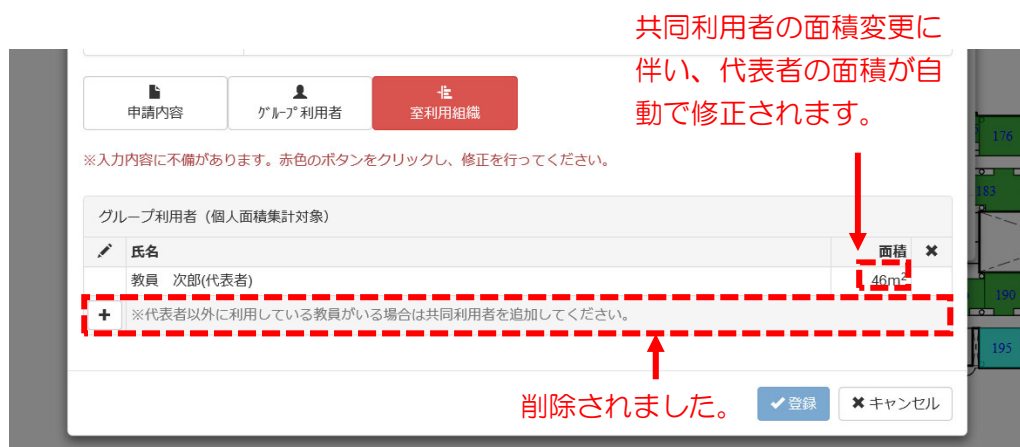 共同利用者の面積変更に
伴い、代表者の面積が自
動で修正されます。
申請内容
グループ利用者
室利用組織
※入力内容に不備があります。赤色のボタンをクリックし、修正を行ってください。
グループ利用者（個人面積集計対象）
氏名
面積
教員　次郎(代表者)
46m²
※代表者以外に利用している教員がいる場合は共同利用者を追加してください。
削除されました。
登録
キャンセル
176
183
190
195